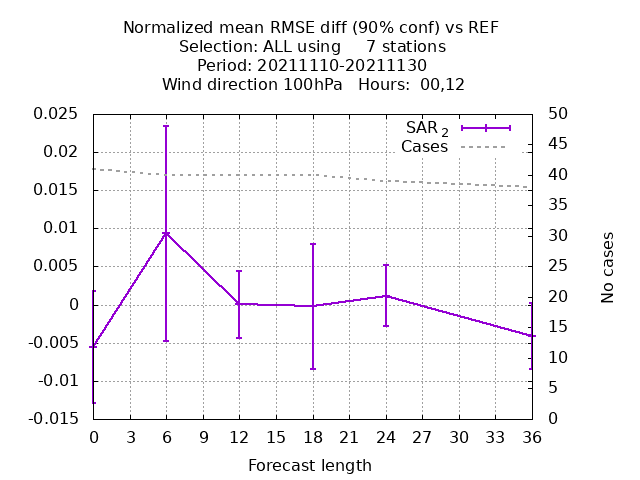 Normalized mean RMSE diff (90% conf) vs REF
Selection: ALL using     7 stations
Period: 20211110-20211130
Wind direction 100hPa   Hours:  00,12
0.025
0.02
0.015
0.01
0.005
0
-0.005
-0.01
-0.015
SAR 2
Cases
50
45
40
35
30
25
20
15
10
5
0
No cases
0 3 6 9 12 15 18 21 24 27 30 33 36
Forecast length